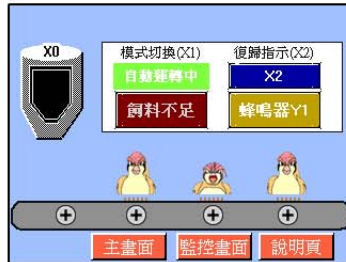 X0
模式切換(X1) 復歸指示(X2)
自動運轉中 X2
飼料不足 蜂鳴器Y1
主畫面 監控畫面 說明頁